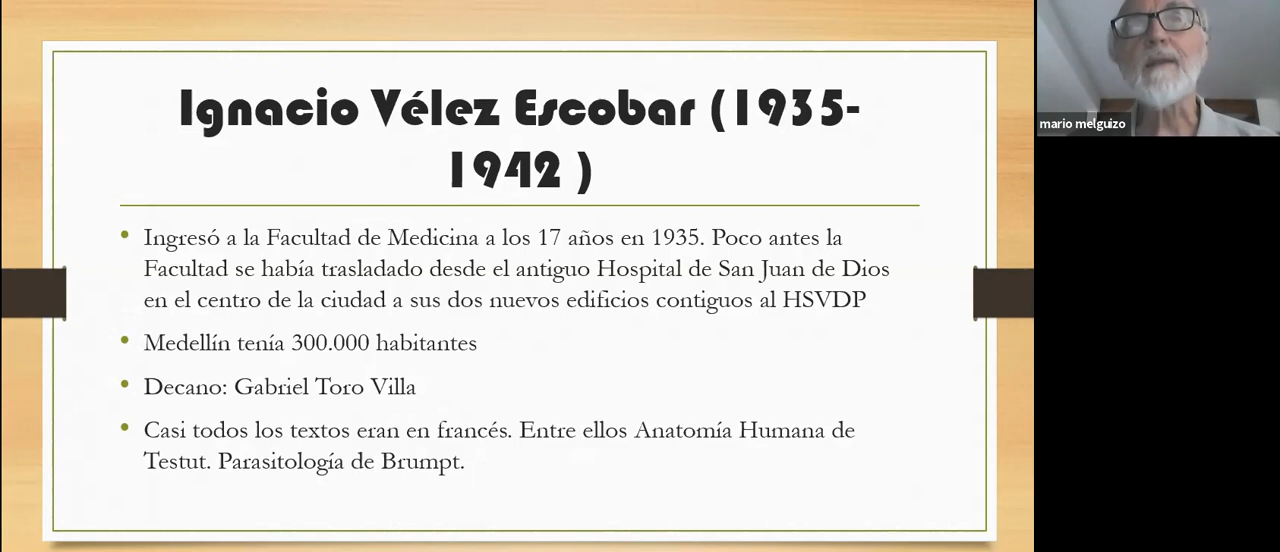 Ignacio Vélez Escobar (1935-
1942 )
• Ingresó a la Facultad de Medicina a los 17 años en 1935. Poco antes la
Facultad se había trasladado desde el antiguo Hospital de San Juan de Dios
en el centro de la ciudad a sus dos nuevos edificios contiguos al HSVDP
• Medellín tenía 300.000 habitantes
• Decano: Gabriel Toro Villa
• Casi todos los textos eran en francés. Entre ellos Anatomía Humana de
Testut. Parasitología de Brumpt.
mario melguizo